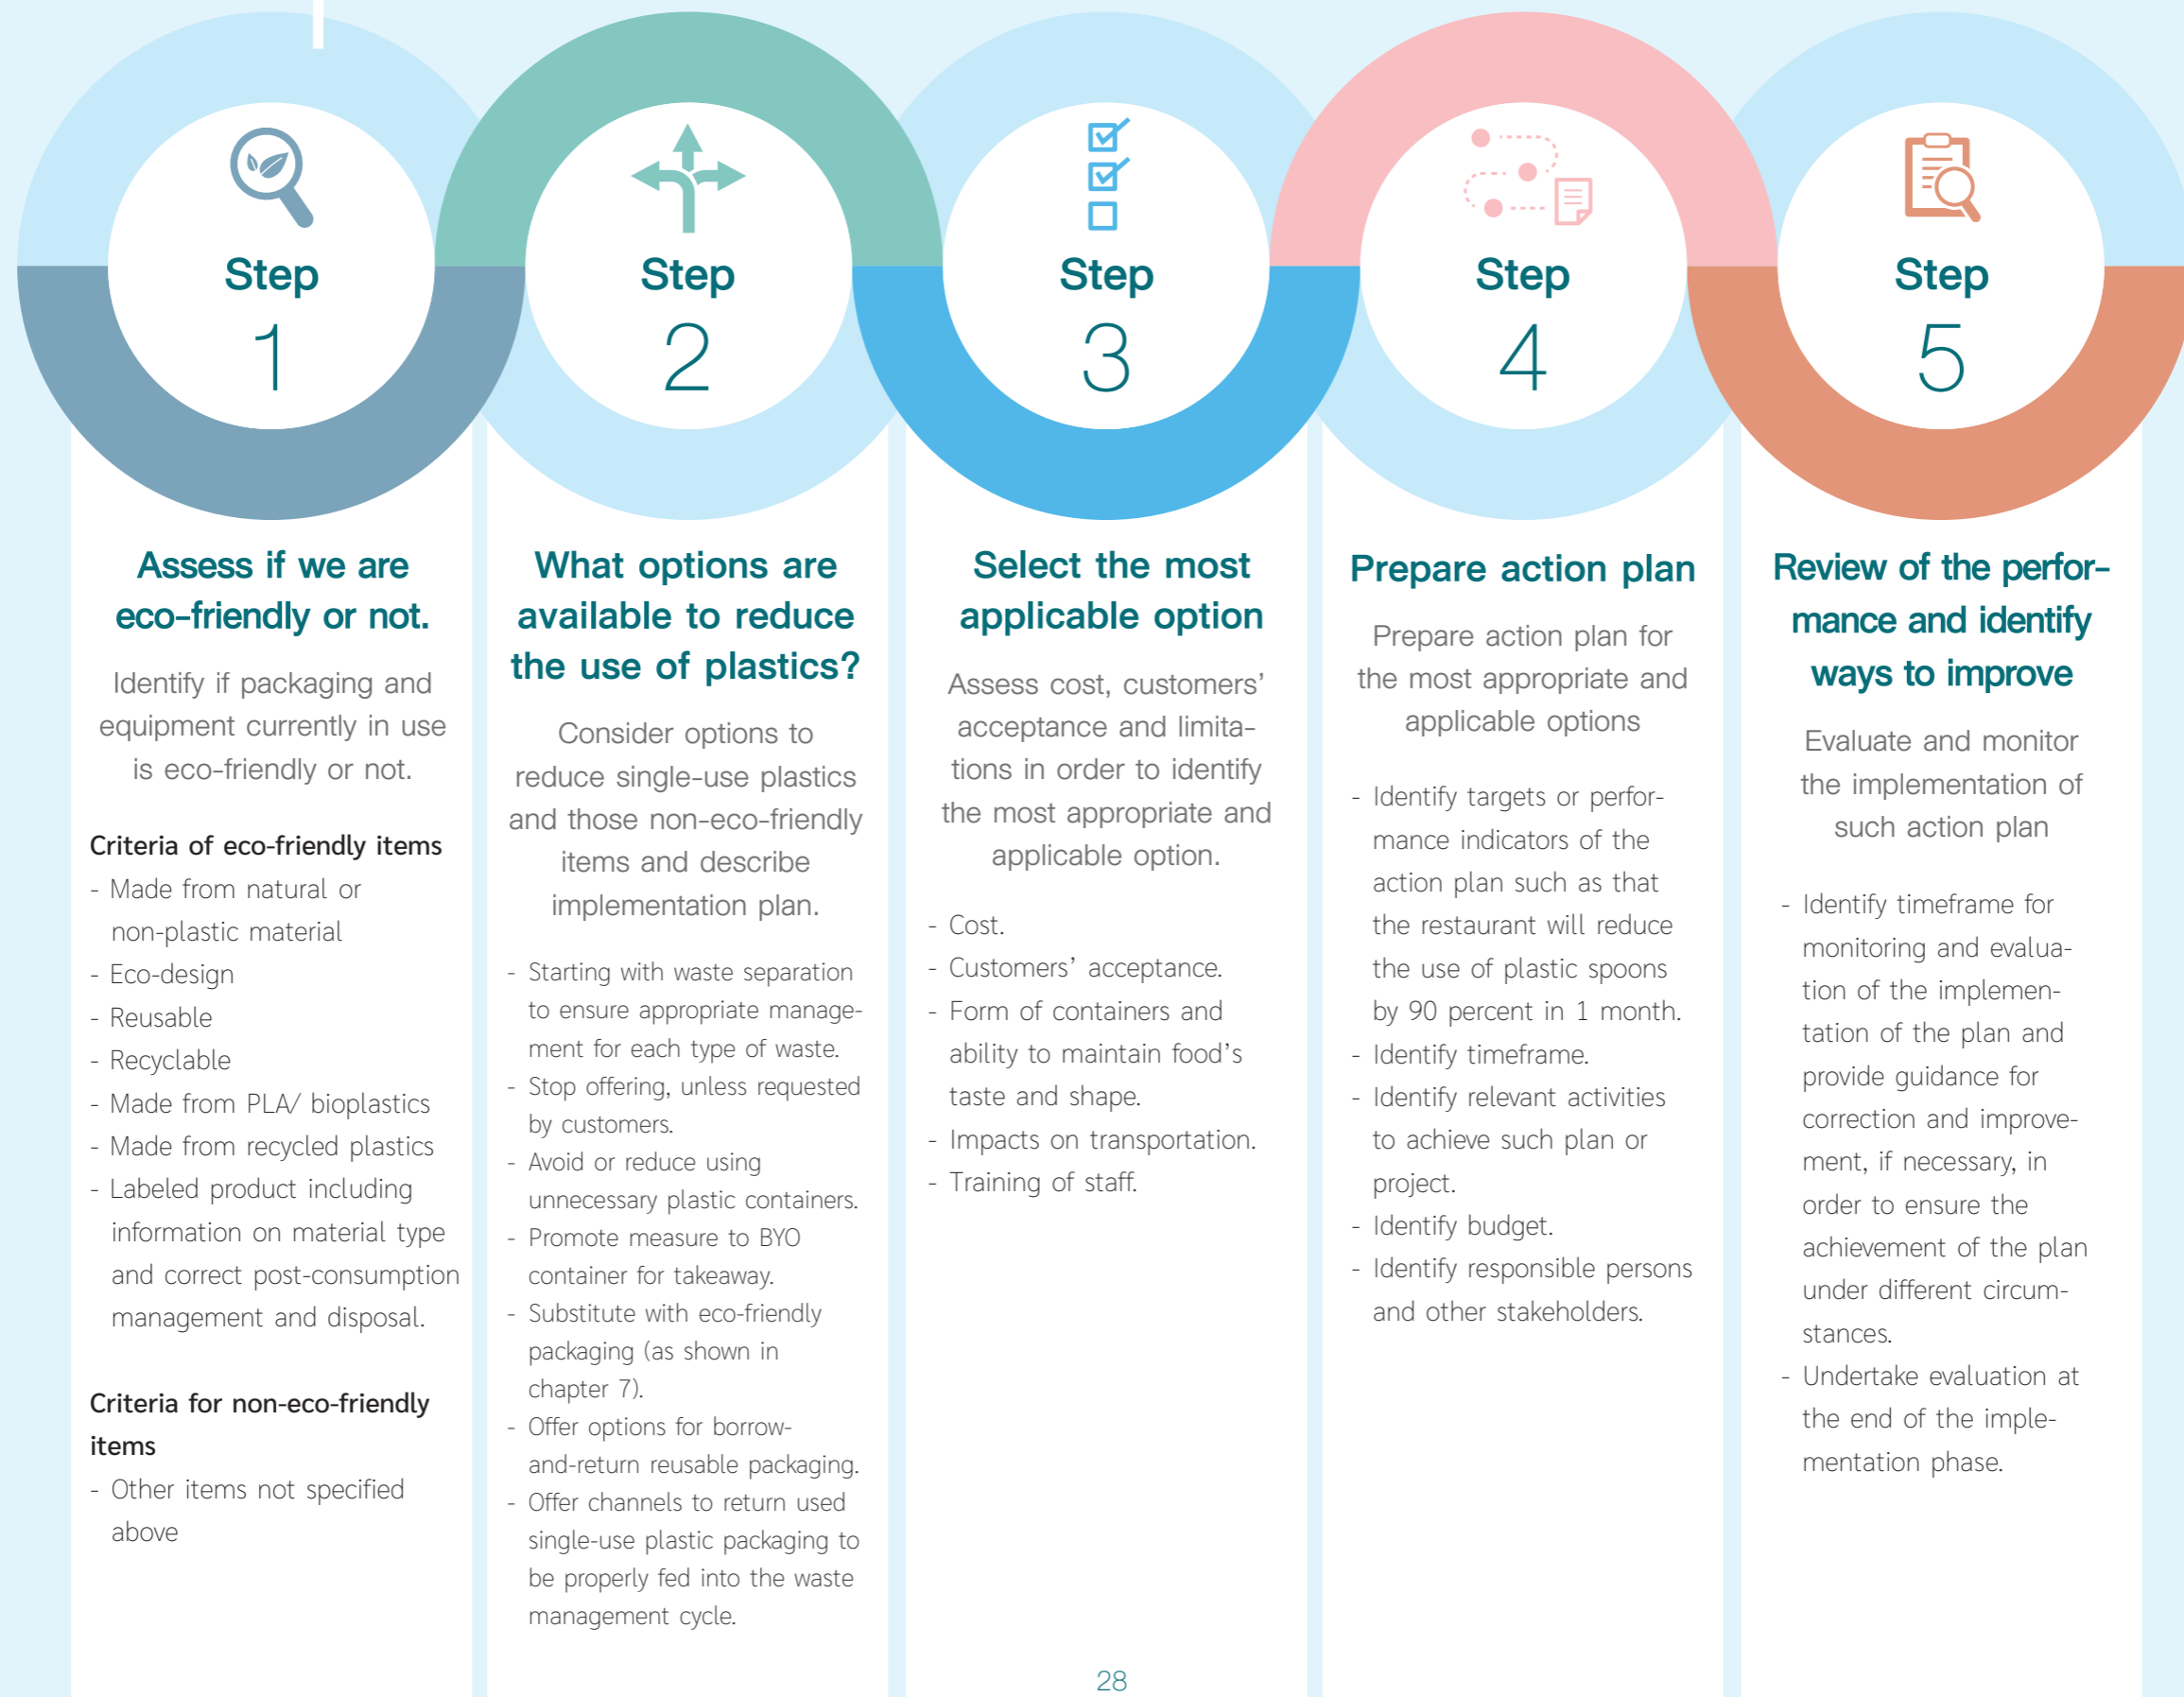 Step
1
Assess if we are
eco-friendly or not.
Identify if packaging and
equipment currently in use
is eco-friendly or not.
Criteria of eco-friendly items
- Made from natural or
non-plastic material
- Eco-design
- Reusable
- Recyclable
- Made from PLA/ bioplastics
- Made from recycled plastics
- Labeled product including
information on material type
and correct post-consumption
management and disposal.
Criteria for non-eco-friendly
items
- Other items not specified
above
Step
2
What options are
available to reduce
the use of plastics?
Consider options to
reduce single-use plastics
and those non-eco-friendly
items and describe
implementation plan.
- Starting with waste separation
to ensure appropriate manage-
ment for each type of waste.
- Stop offering, unless requested
by customers.
- Avoid or reduce using
unnecessary plastic containers.
- Promote measure to BYO
container for takeaway.
- Substitute with eco-friendly
packaging (as shown in
chapter 7).
- Offer options for borrow-
and-return reusable packaging.
- Offer channels to return used
single-use plastic packaging to
be properly fed into the waste
management cycle.
Step
3
Select the most
applicable option
Assess cost, customers'
acceptance and limita-
tions in order to identify
the most appropriate and
applicable option.
- Cost.
- Customers' acceptance.
- Form of containers and
ability to maintain food's
taste and shape.
- Impacts on transportation.
- Training of staff.
Step
4
Prepare action plan
Prepare action plan for
the most appropriate and
applicable options
- Identify targets or perfor-
mance indicators of the
action plan such as that
the restaurant will reduce
the use of plastic spoons
by 90 percent in 1 month.
- Identify timeframe.
- Identify relevant activities
to achieve such plan or
project.
- Identify budget.
- Identify responsible persons
and other stakeholders.
Step
5
Review of the perfor-
mance and identify
ways to improve
Evaluate and monitor
the implementation of
such action plan
- Identify timeframe for
monitoring and evalua-
tion of the implemen-
tation of the plan and
provide guidance for
correction and improve-
ment, if necessary, in
order to ensure the
achievement of the plan
under different circum-
stances.
- Undertake evaluation at
the end of the imple-
mentation phase.
28